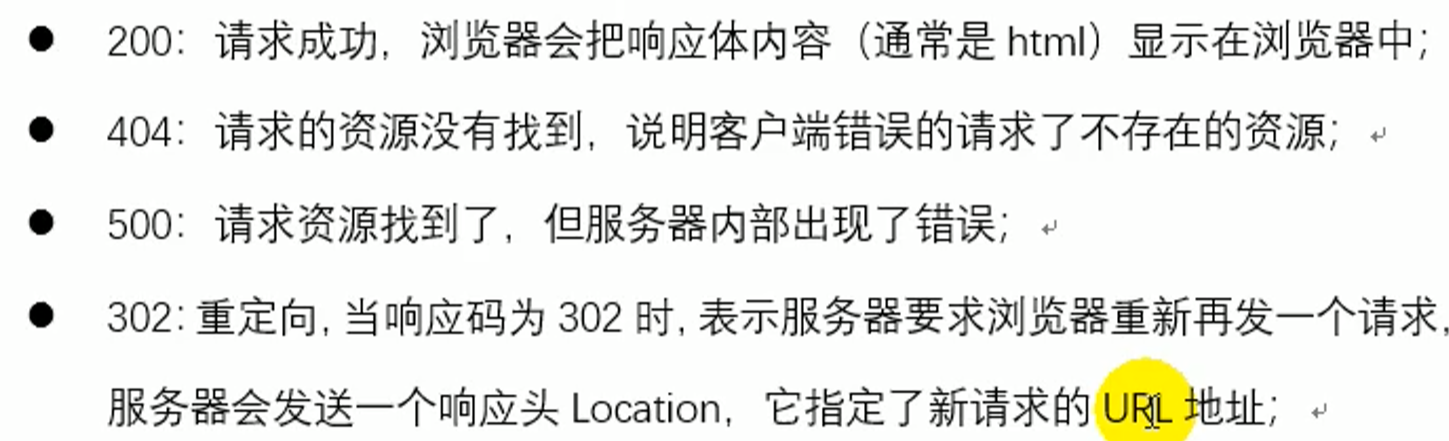 ● 200：请求成功，浏览器会把响应体内容（通常是 html）显示在浏览器中；
● 404：请求的资源没有找到，说明客户端错误的请求了不存在的资源；
● 500：请求资源找到了，但服务器内部出现了错误；
● 302: 重定向, 当响应码为 302 时, 表示服务器要求浏览器重新再发一个请求,
服务器会发送一个响应头 Location，它指定了新请求的 URL 地址；